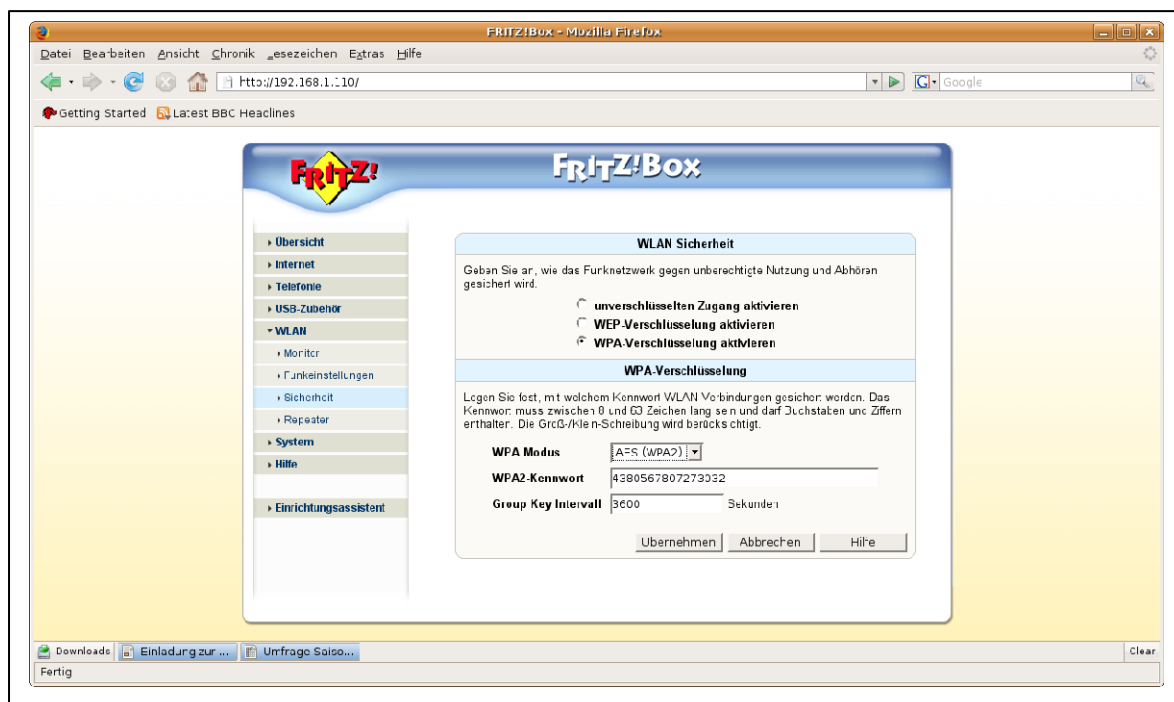 FRITZ!Box - Mozilla Firefox
Datei Bearbeiten Ansicht Chronik Lesezeichen Extras Hilfe
http://192.168.1.110/
Google
Getting Started Latest BBC Headlines
FRITZ!
FRITZ!Box
Übersicht
Internet
Telefonie
USB-Zubehör
WLAN
Monitor
Funkeinstellungen
Sicherheit
Repeater
System
Hilfe
Einrichtungsassistent
WLAN Sicherheit
Geben Sie an, wie das Funknetzwerk gegen unberechtigte Nutzung und Abhören
gesichert wird.
unverschlüsselten Zugang aktivieren
WEP-Verschlüsselung aktivieren
WPA-Verschlüsselung aktivieren
WPA-Verschlüsselung
Legen Sie fest, mit welchem Kennwort WLAN Verbindungen gesichert werden. Das
Kennwort muss zwischen 8 und 63 Zeichen lang sein und darf Buchstaben und Ziffern
enthalten. Die Groß-/Klein-Schreibung wird berücksichtigt.
WPA Modus AES (WPA2)
WPA2-Kennwort 4380567807273032
Group Key Intervall 3600 Sekunden
Übernehmen Abbrechen Hilfe
Downloads Einladung zur ... Umfrage Saiso... Clear
Fertig